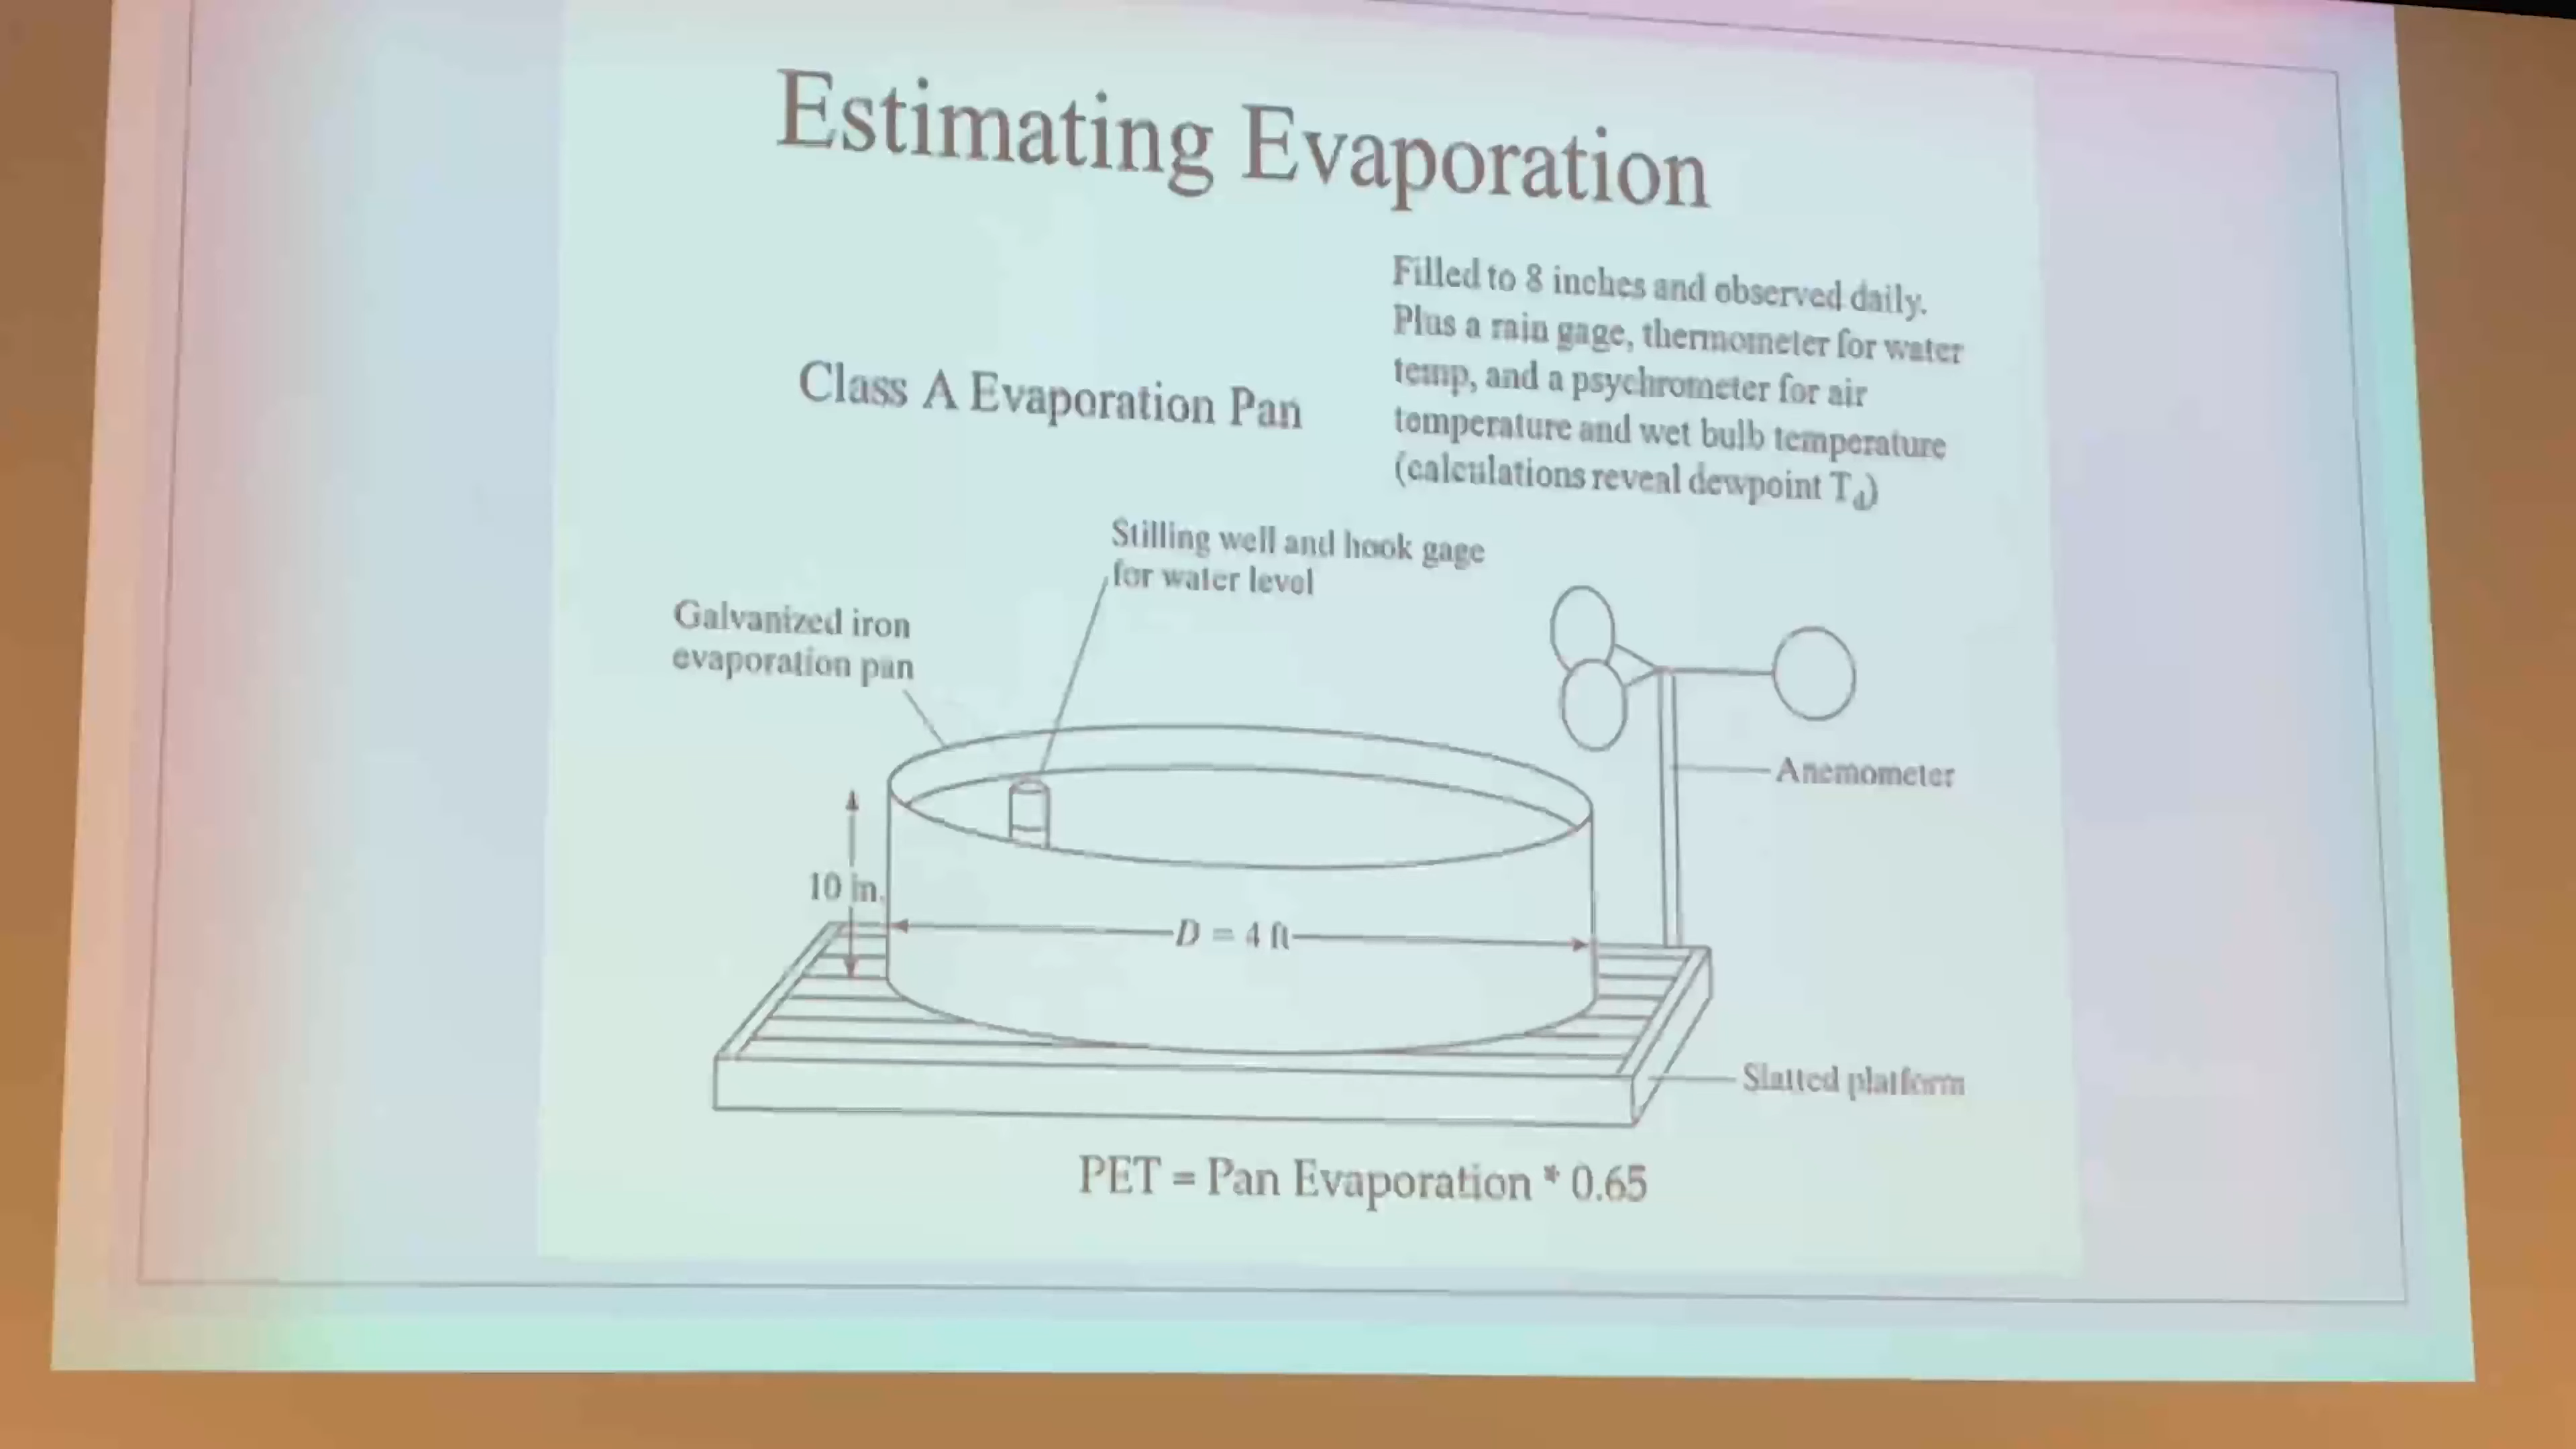 Estimating Evaporation
Filled to 8 inches and observed daily.
Plus a rain gage, thermometer for water
temp, and a psychrometer for air
temperature and wet bulb temperature
(calculations reveal dewpoint Td)
Class A Evaporation Pan
Stilling well and hook gage
for water level
Galvanized iron
evaporation pan
Anemometer
10 in.
D = 4 ft
Slatted platform
PET = Pan Evaporation * 0.65